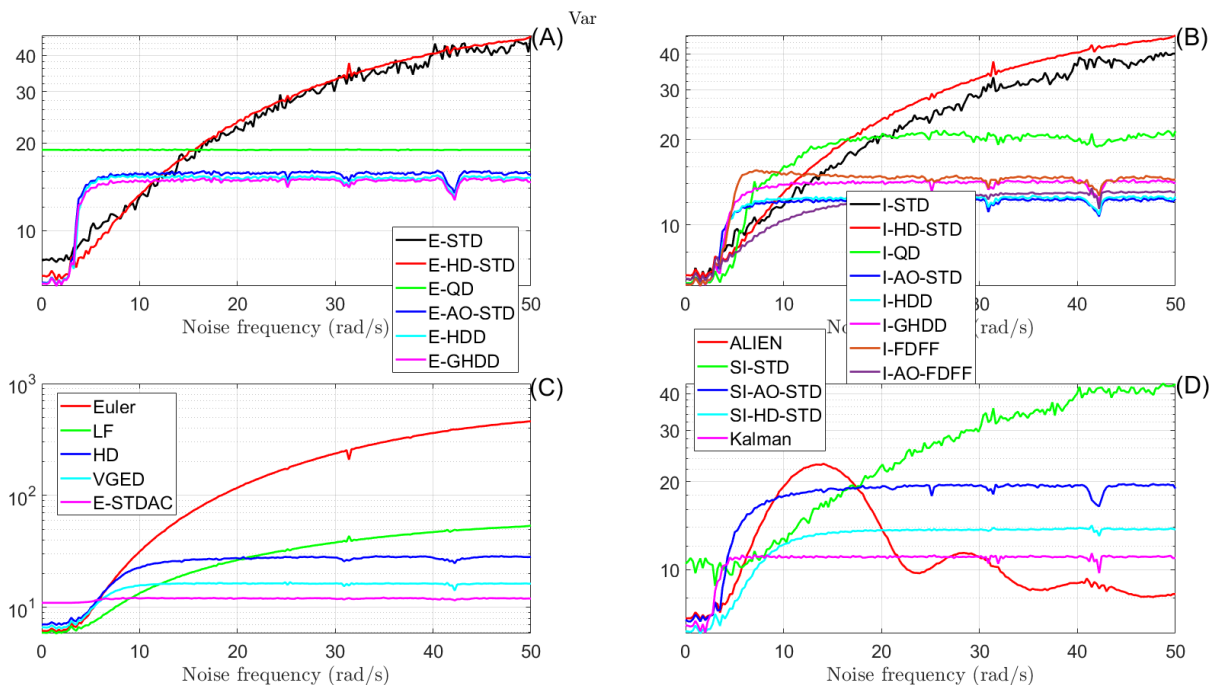 Var
(A)
40
30
20
10
0 10 20 30 40 50
Noise frequency (rad/s)
E-STD
E-HD-STD
E-QD
E-AO-STD
E-HDD
E-GHDD
(B)
40
30
20
10
0 10 20 30 40 50
I-STD
I-HD-STD
I-QD
I-AO-STD
I-HDD
I-GHDD
I-FDFF
I-AO-FDFF
(C)
10³
10²
10¹
0 10 20 30 40 50
Noise frequency (rad/s)
Euler
LF
HD
VGED
E-STDAC
(D)
40
30
20
10
0 10 20 30 40 50
Noise frequency (rad/s)
ALIEN
SI-STD
SI-AO-STD
SI-HD-STD
Kalman